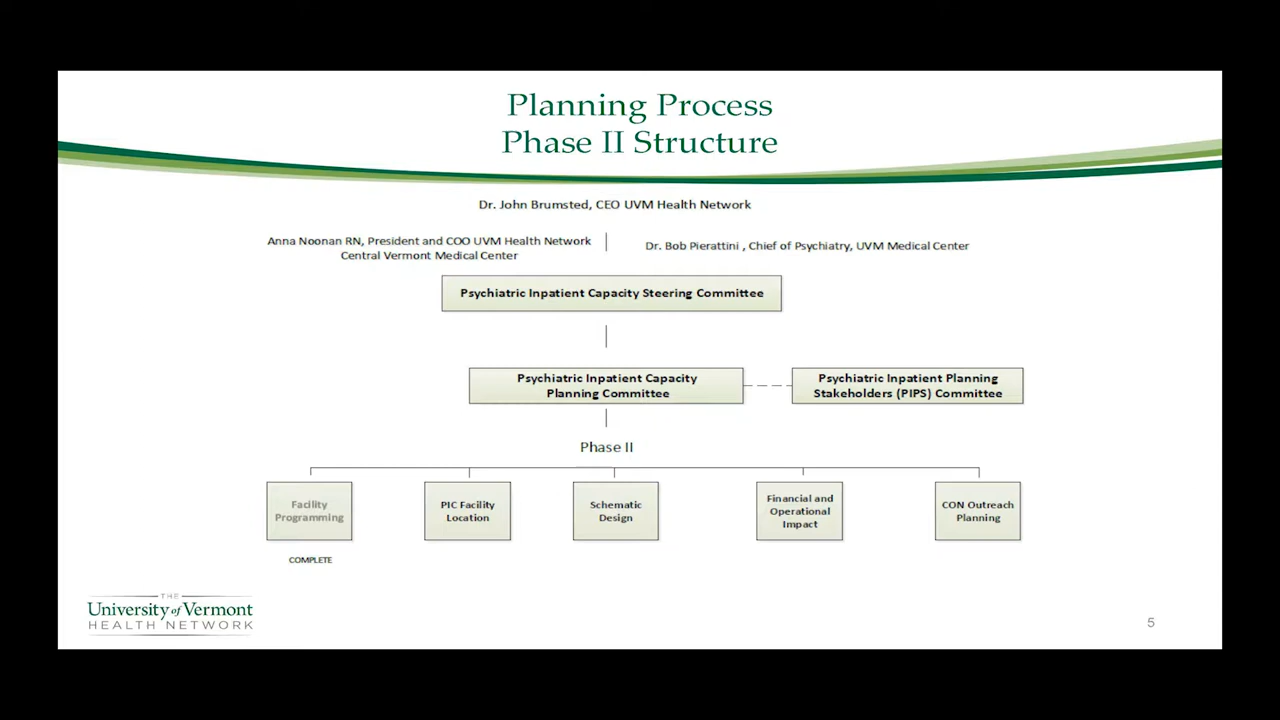 Planning Process
Phase II Structure
Dr. John Brumsted, CEO UVM Health Network
Anna Noonan RN, President and COO UVM Health Network
Central Vermont Medical Center
Dr. Bob Pierattini , Chief of Psychiatry, UVM Medical Center
Psychiatric Inpatient Capacity Steering Committee
Psychiatric Inpatient Capacity
Planning Committee
Psychiatric Inpatient Planning
Stakeholders (PIPS) Committee
Phase II
Facility
Programming
PIC Facility
Location
Schematic
Design
Financial and
Operational
Impact
CON Outreach
Planning
COMPLETE
THE
University of Vermont
HEALTH NETWORK
5